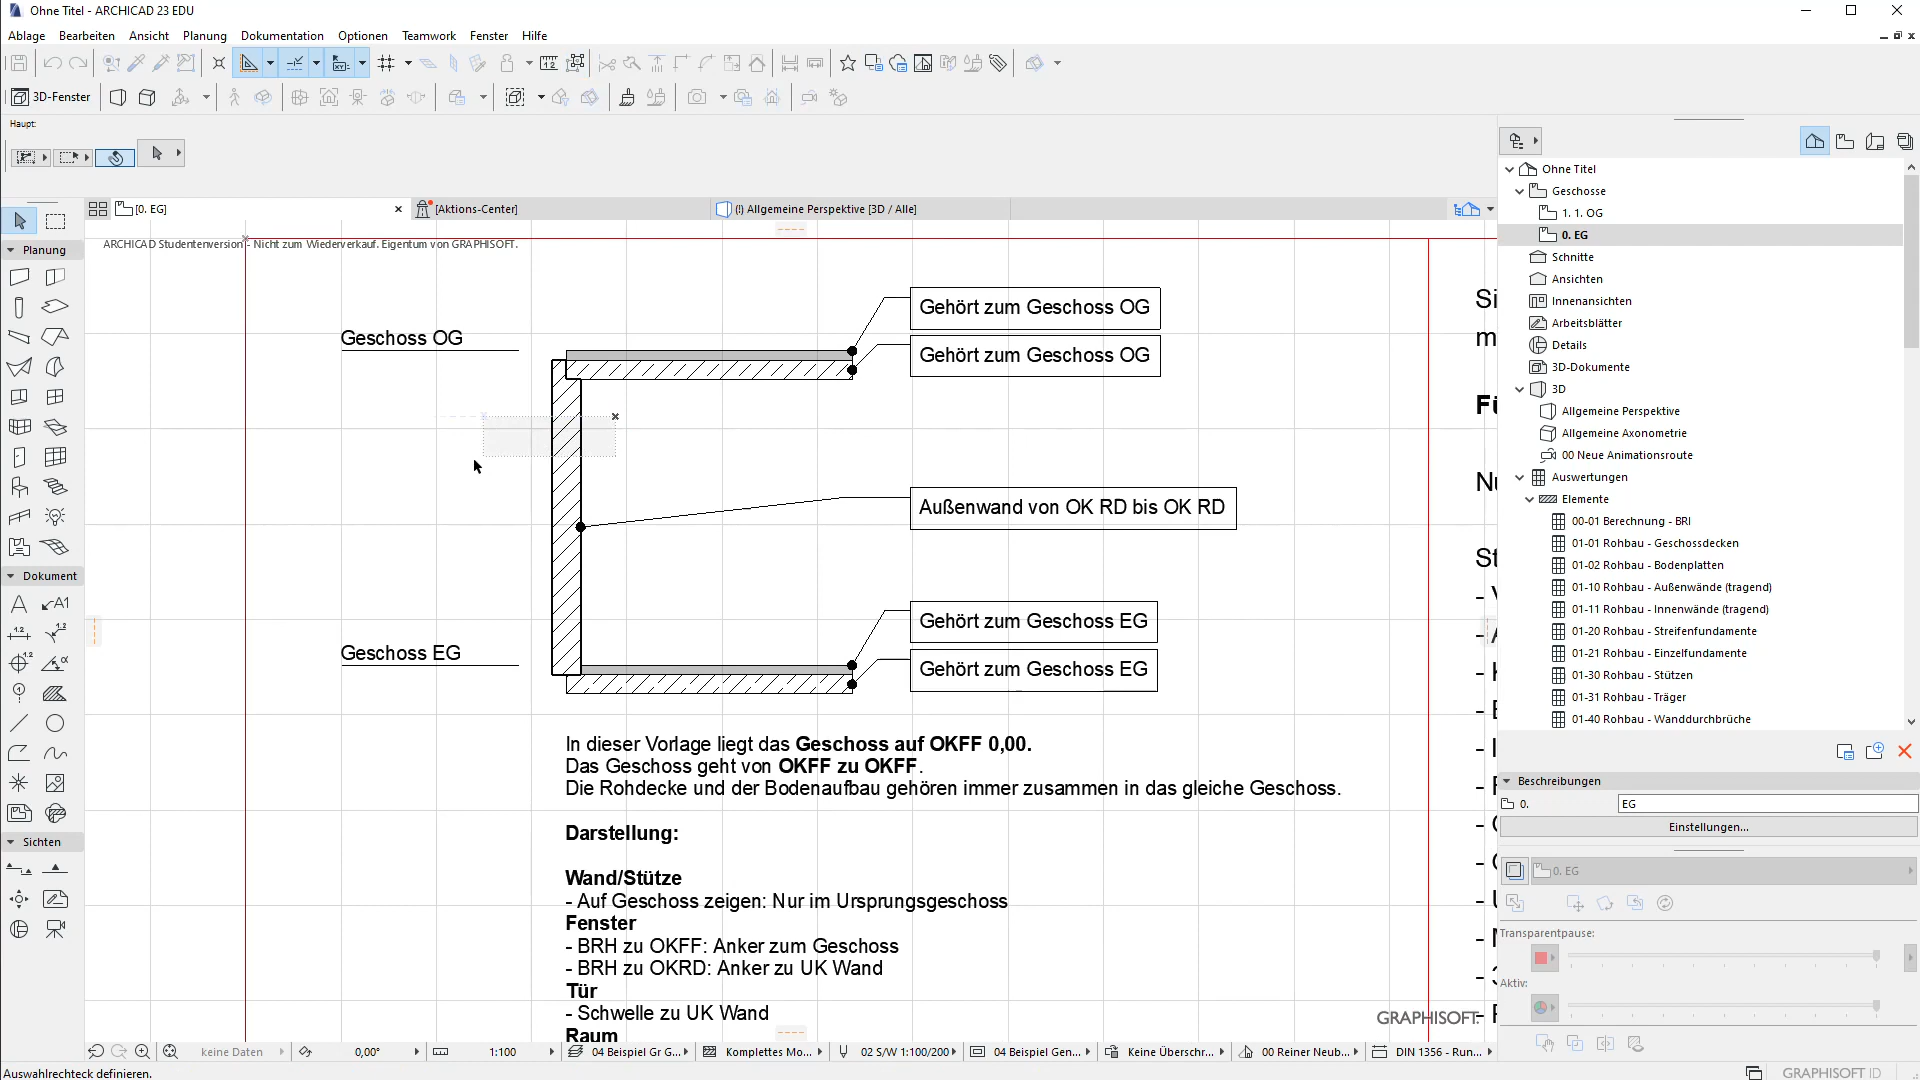 Ohne Titel - ARCHICAD 23 EDU
Ablage Bearbeiten Ansicht Planung Dokumentation Optionen Teamwork Fenster Hilfe
3D-Fenster
Haupt:
[0. EG]
[Aktions-Center]
(!) Allgemeine Perspektive [3D / Alle]
ARCHICAD Studentenversion - Nicht zum Wiederverkauf. Eigentum von GRAPHISOFT.
Planung
Dokument
A1
1.2
1.2
1.2
α
1
Sichten
Geschoss OG
Gehört zum Geschoss OG
Gehört zum Geschoss OG
Außenwand von OK RD bis OK RD
Geschoss EG
Gehört zum Geschoss EG
Gehört zum Geschoss EG
In dieser Vorlage liegt das Geschoss auf OKFF 0,00.
Das Geschoss geht von OKFF zu OKFF.
Die Rohdecke und der Bodenaufbau gehören immer zusammen in das gleiche Geschoss.
Darstellung:
Wand/Stütze
- Auf Geschoss zeigen: Nur im Ursprungsgeschoss
Fenster
- BRH zu OKFF: Anker zum Geschoss
- BRH zu OKRD: Anker zu UK Wand
Tür
- Schwelle zu UK Wand
Raum
GRAPHISOFT.
Ohne Titel
Geschosse
1. 1. OG
0. EG
Schnitte
Ansichten
Innenansichten
Arbeitsblätter
Details
3D-Dokumente
3D
Allgemeine Perspektive
Allgemeine Axonometrie
00 Neue Animationsroute
Auswertungen
Elemente
00-01 Berechnung - BRI
01-01 Rohbau - Geschossdecken
01-02 Rohbau - Bodenplatten
01-10 Rohbau - Außenwände (tragend)
01-11 Rohbau - Innenwände (tragend)
01-20 Rohbau - Streifenfundamente
01-21 Rohbau - Einzelfundamente
01-30 Rohbau - Stützen
01-31 Rohbau - Träger
01-40 Rohbau - Wanddurchbrüche
Beschreibungen
0. EG
Einstellungen...
0. EG
Transparentpause:
Aktiv:
keine Daten 0,00° 1:100 04 Beispiel Gr G... Komplettes Mo... 02 S/W 1:100/200 04 Beispiel Gen... Keine Überschr... 00 Reiner Neub... DIN 1356 - Run...
Auswahlrechteck definieren.
GRAPHISOFT ID